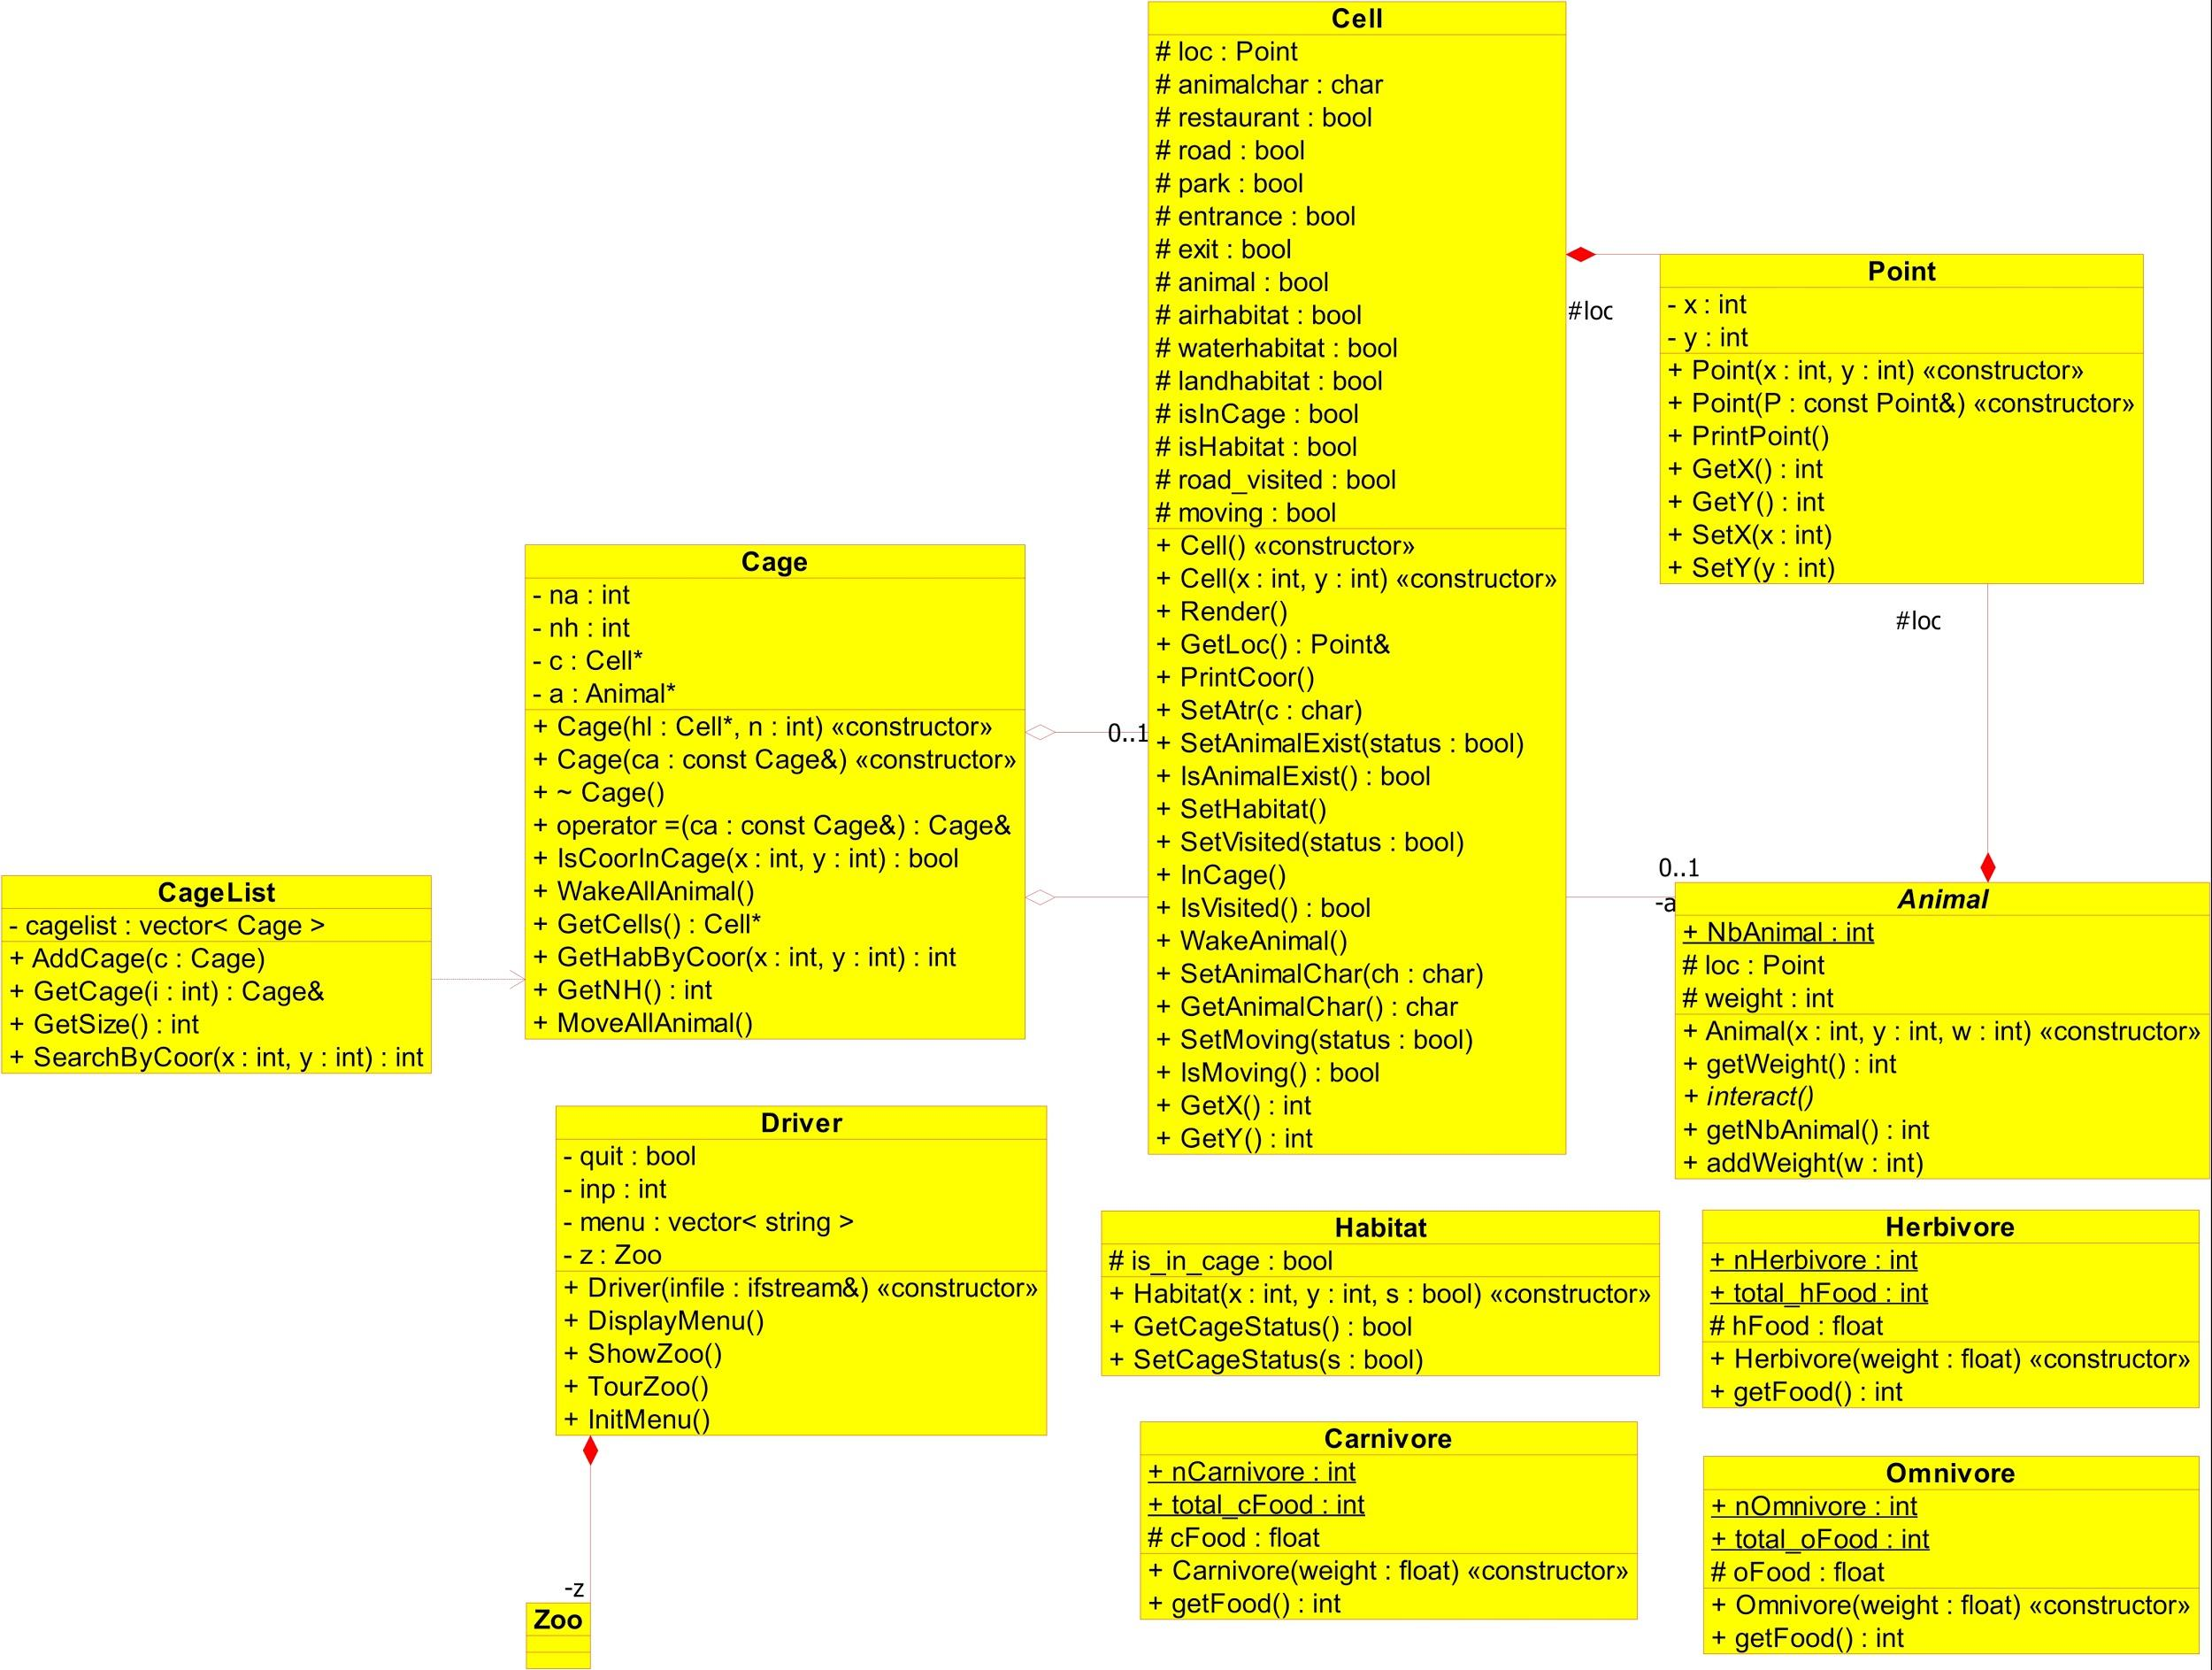 Cell
# loc : Point
# animalchar : char
# restaurant : bool
# road : bool
# park : bool
# entrance : bool
# exit : bool
# animal : bool
# airhabitat : bool
# waterhabitat : bool
# landhabitat : bool
# isInCage : bool
# isHabitat : bool
# road_visited : bool
# moving : bool
+ Cell() «constructor»
+ Cell(x : int, y : int) «constructor»
+ Render()
+ GetLoc() : Point&
+ PrintCoor()
+ SetAtr(c : char)
+ SetAnimalExist(status : bool)
+ IsAnimalExist() : bool
+ SetHabitat()
+ SetVisited(status : bool)
+ InCage()
+ IsVisited() : bool
+ WakeAnimal()
+ SetAnimalChar(ch : char)
+ GetAnimalChar() : char
+ SetMoving(status : bool)
+ IsMoving() : bool
+ GetX() : int
+ GetY() : int
#loc
Point
- x : int
- y : int
+ Point(x : int, y : int) «constructor»
+ Point(P : const Point&) «constructor»
+ PrintPoint()
+ GetX() : int
+ GetY() : int
+ SetX(x : int)
+ SetY(y : int)
#loc
Cage
- na : int
- nh : int
- c : Cell*
- a : Animal*
+ Cage(hl : Cell*, n : int) «constructor»
+ Cage(ca : const Cage&) «constructor»
+ ~ Cage()
+ operator =(ca : const Cage&) : Cage&
+ IsCoorInCage(x : int, y : int) : bool
+ WakeAllAnimal()
+ GetCells() : Cell*
+ GetHabByCoor(x : int, y : int) : int
+ GetNH() : int
+ MoveAllAnimal()
0..1
0..1
-a
CageList
- cagelist : vector< Cage >
+ AddCage(c : Cage)
+ GetCage(i : int) : Cage&
+ GetSize() : int
+ SearchByCoor(x : int, y : int) : int
Animal
+ NbAnimal : int
# loc : Point
# weight : int
+ Animal(x : int, y : int, w : int) «constructor»
+ getWeight() : int
+ interact()
+ getNbAnimal() : int
+ addWeight(w : int)
Driver
- quit : bool
- inp : int
- menu : vector< string >
- z : Zoo
+ Driver(infile : ifstream&) «constructor»
+ DisplayMenu()
+ ShowZoo()
+ TourZoo()
+ InitMenu()
-z
Zoo
Habitat
# is_in_cage : bool
+ Habitat(x : int, y : int, s : bool) «constructor»
+ GetCageStatus() : bool
+ SetCageStatus(s : bool)
Herbivore
+ nHerbivore : int
+ total_hFood : int
# hFood : float
+ Herbivore(weight : float) «constructor»
+ getFood() : int
Carnivore
+ nCarnivore : int
+ total_cFood : int
# cFood : float
+ Carnivore(weight : float) «constructor»
+ getFood() : int
Omnivore
+ nOmnivore : int
+ total_oFood : int
# oFood : float
+ Omnivore(weight : float) «constructor»
+ getFood() : int